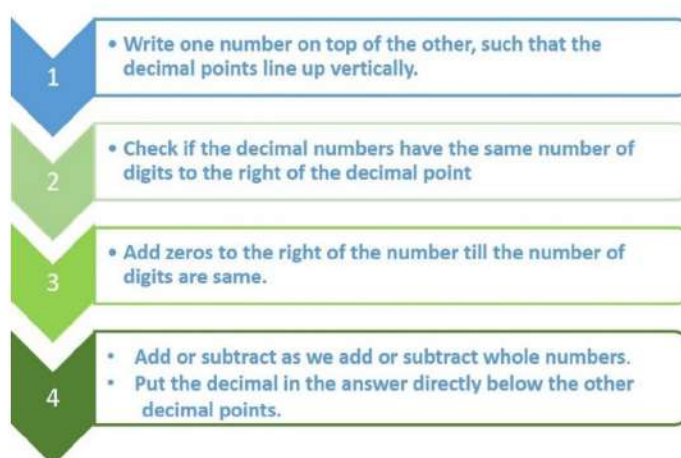 1
• Write one number on top of the other, such that the
decimal points line up vertically.
2
• Check if the decimal numbers have the same number of
digits to the right of the decimal point
3
• Add zeros to the right of the number till the number of
digits are same.
4
• Add or subtract as we add or subtract whole numbers.
• Put the decimal in the answer directly below the other
decimal points.